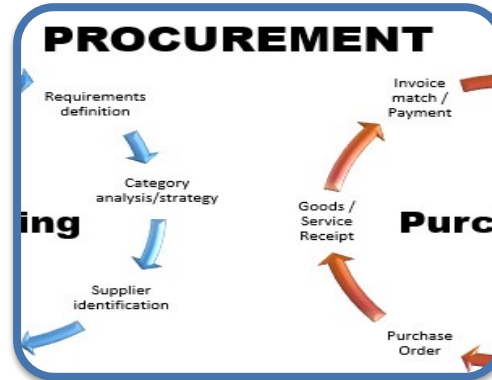 PROCUREMENT
Requirements
definition
Category
analysis/strategy
ing
Supplier
identification
Invoice
match /
Payment
Goods /
Service
Receipt
Purc
Purchase
Order